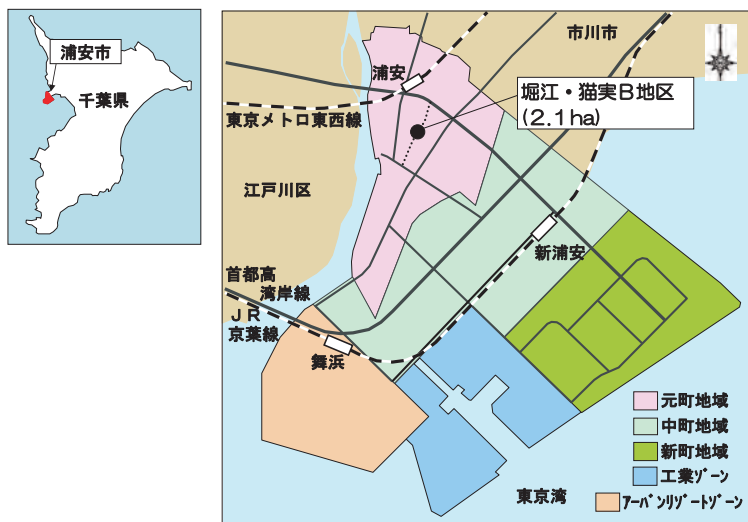 浦安市
千葉県
市川市
浦安
堀江・猫実B地区
(2.1ha)
東京メトロ東西線
江戸川区
新浦安
首都高
湾岸線
JR
京葉線
舞浜
元町地域
中町地域
新町地域
工業ゾーン
アーバンリゾートゾーン
東京湾